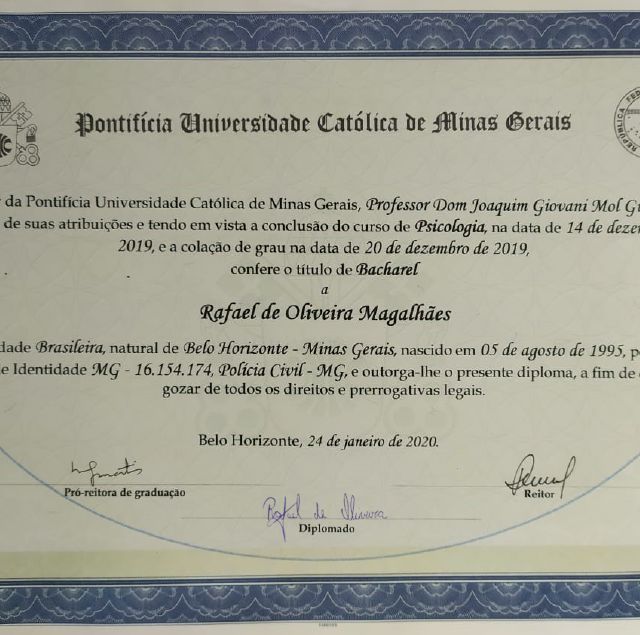 Pontifícia Universidade Católica de Minas Gerais
REPÚBLICA FED
da Pontifícia Universidade Católica de Minas Gerais, Professor Dom Joaquim Giovani Mol Gu
de suas atribuições e tendo em vista a conclusão do curso de Psicologia, na data de 14 de dezem
2019, e a colação de grau na data de 20 de dezembro de 2019,
confere o título de Bacharel
a
Rafael de Oliveira Magalhães
dade Brasileira, natural de Belo Horizonte - Minas Gerais, nascido em 05 de agosto de 1995, p
e Identidade MG - 16.154.174, Polícia Civil - MG, e outorga-lhe o presente diploma, a fim de
gozar de todos os direitos e prerrogativas legais.
Belo Horizonte, 24 de janeiro de 2020.
Pró-reitora de graduação
Reitor
Rafael de Oliveira
Diplomado